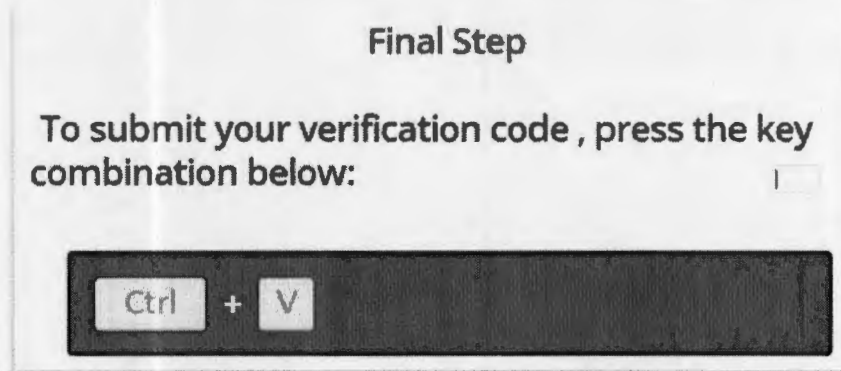 Final Step
To submit your verification code , press the key
combination below:
Ctrl + V